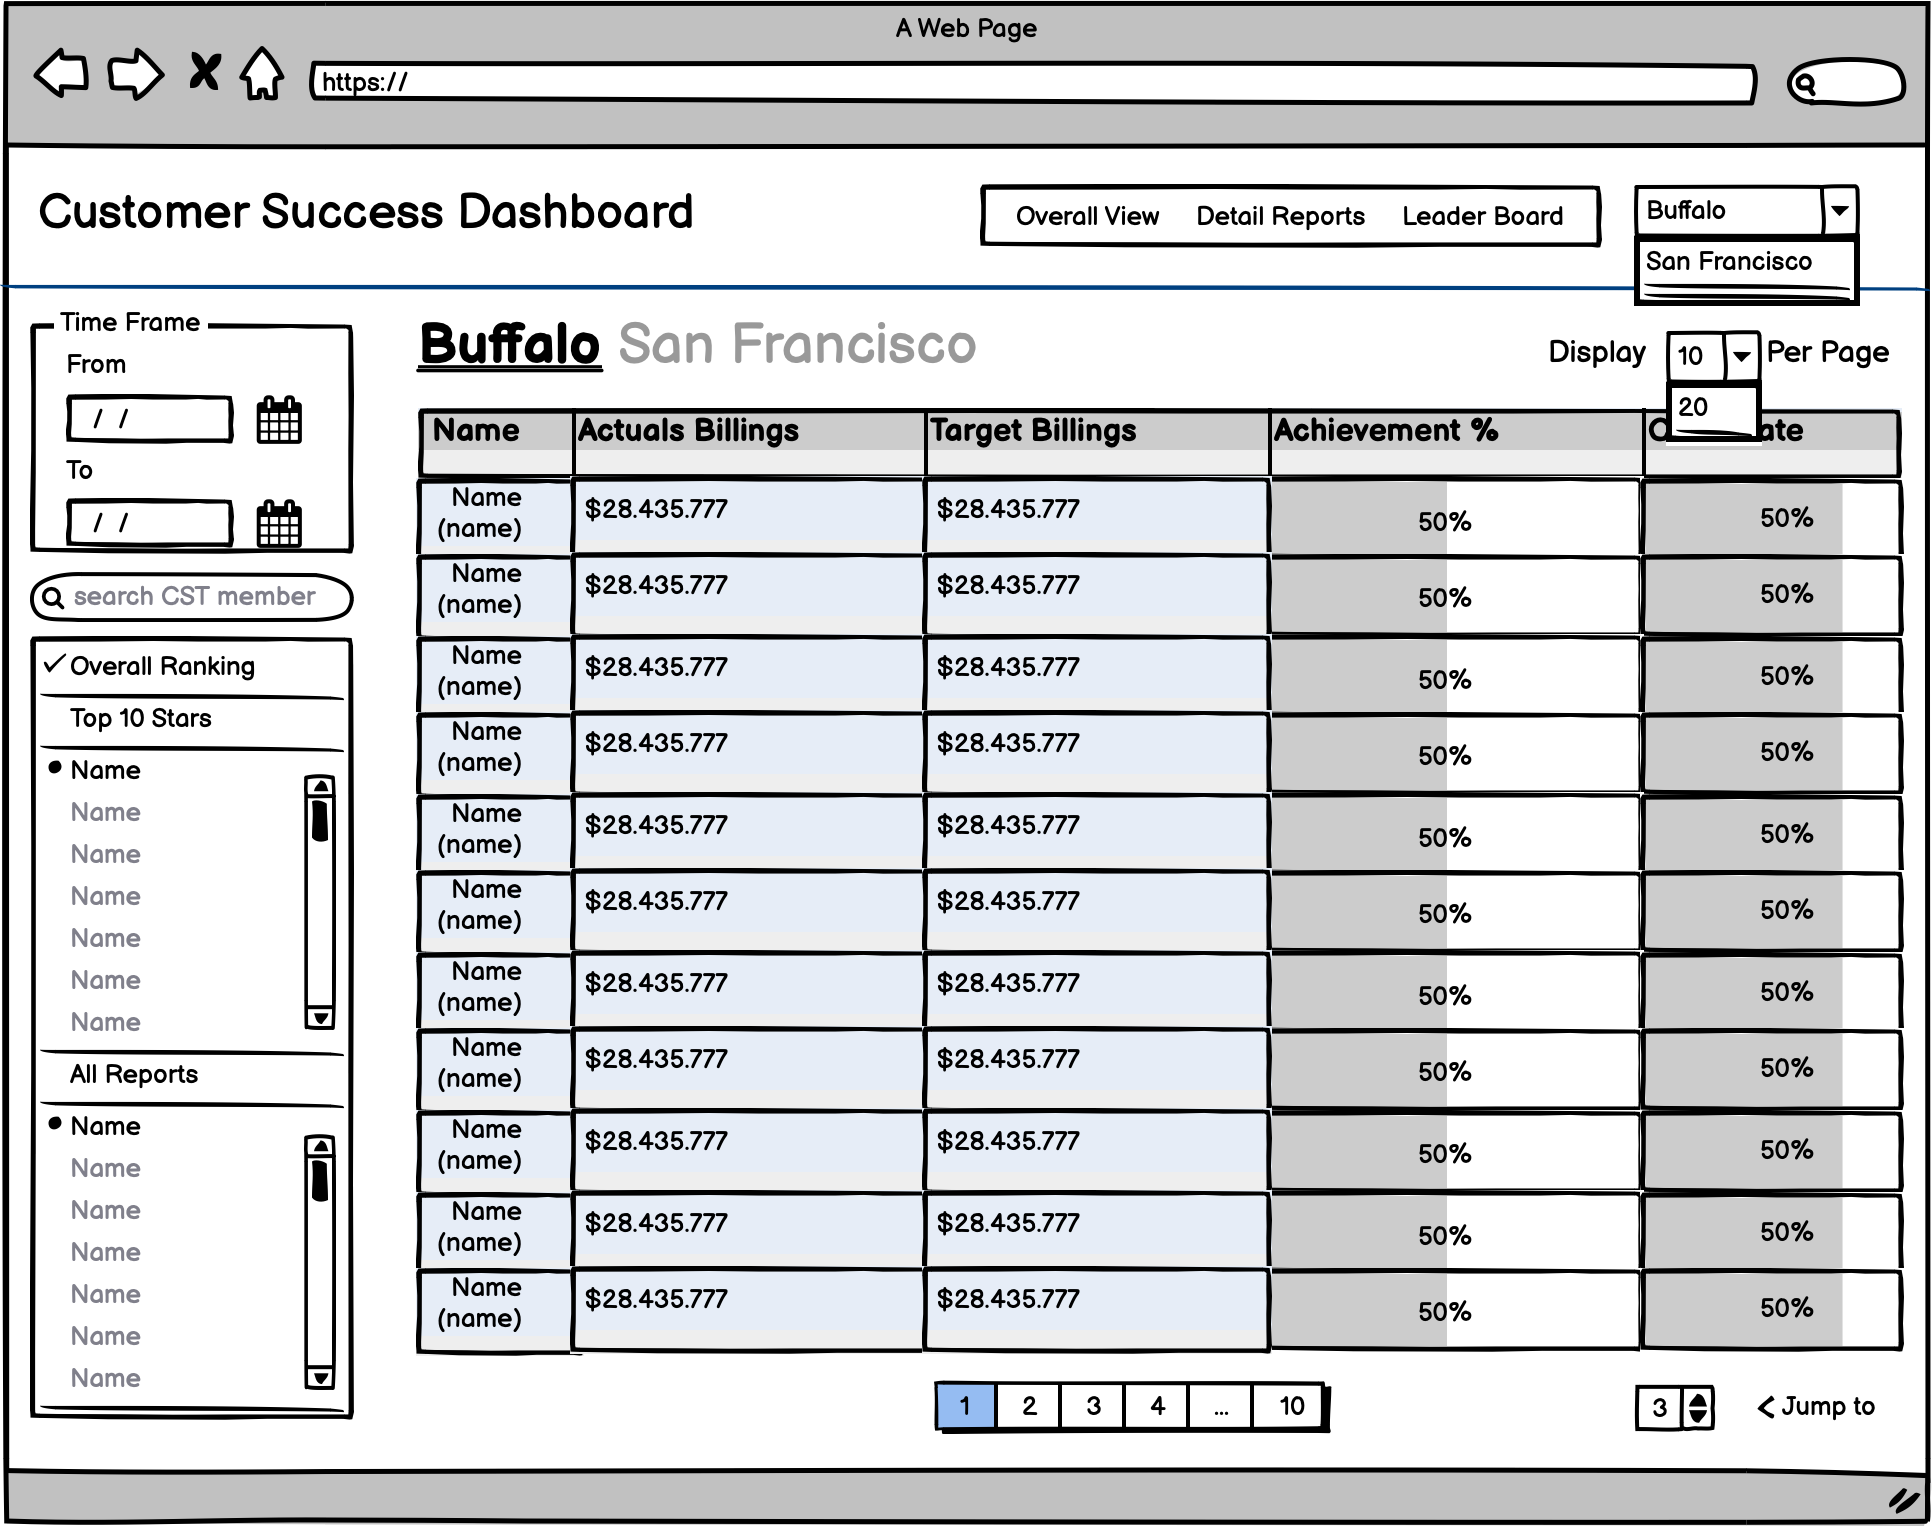 A Web Page
https://
Customer Success Dashboard
Overall View Detail Reports Leader Board
Buffalo
San Francisco
Time Frame
From
/ /
To
/ /
search CST member
✓ Overall Ranking
Top 10 Stars
Name
Name
Name
Name
Name
Name
Name
All Reports
Name
Name
Name
Name
Name
Name
Name
Buffalo San Francisco
Display 10 Per Page
20
Name Actuals Billings Target Billings Achievement %
Name
(name) $28.435.777 $28.435.777 50% 50%
Name
(name) $28.435.777 $28.435.777 50% 50%
Name
(name) $28.435.777 $28.435.777 50% 50%
Name
(name) $28.435.777 $28.435.777 50% 50%
Name
(name) $28.435.777 $28.435.777 50% 50%
Name
(name) $28.435.777 $28.435.777 50% 50%
Name
(name) $28.435.777 $28.435.777 50% 50%
Name
(name) $28.435.777 $28.435.777 50% 50%
Name
(name) $28.435.777 $28.435.777 50% 50%
Name
(name) $28.435.777 $28.435.777 50% 50%
Name
(name) $28.435.777 $28.435.777 50% 50%
1 2 3 4 ... 10
3 < Jump to